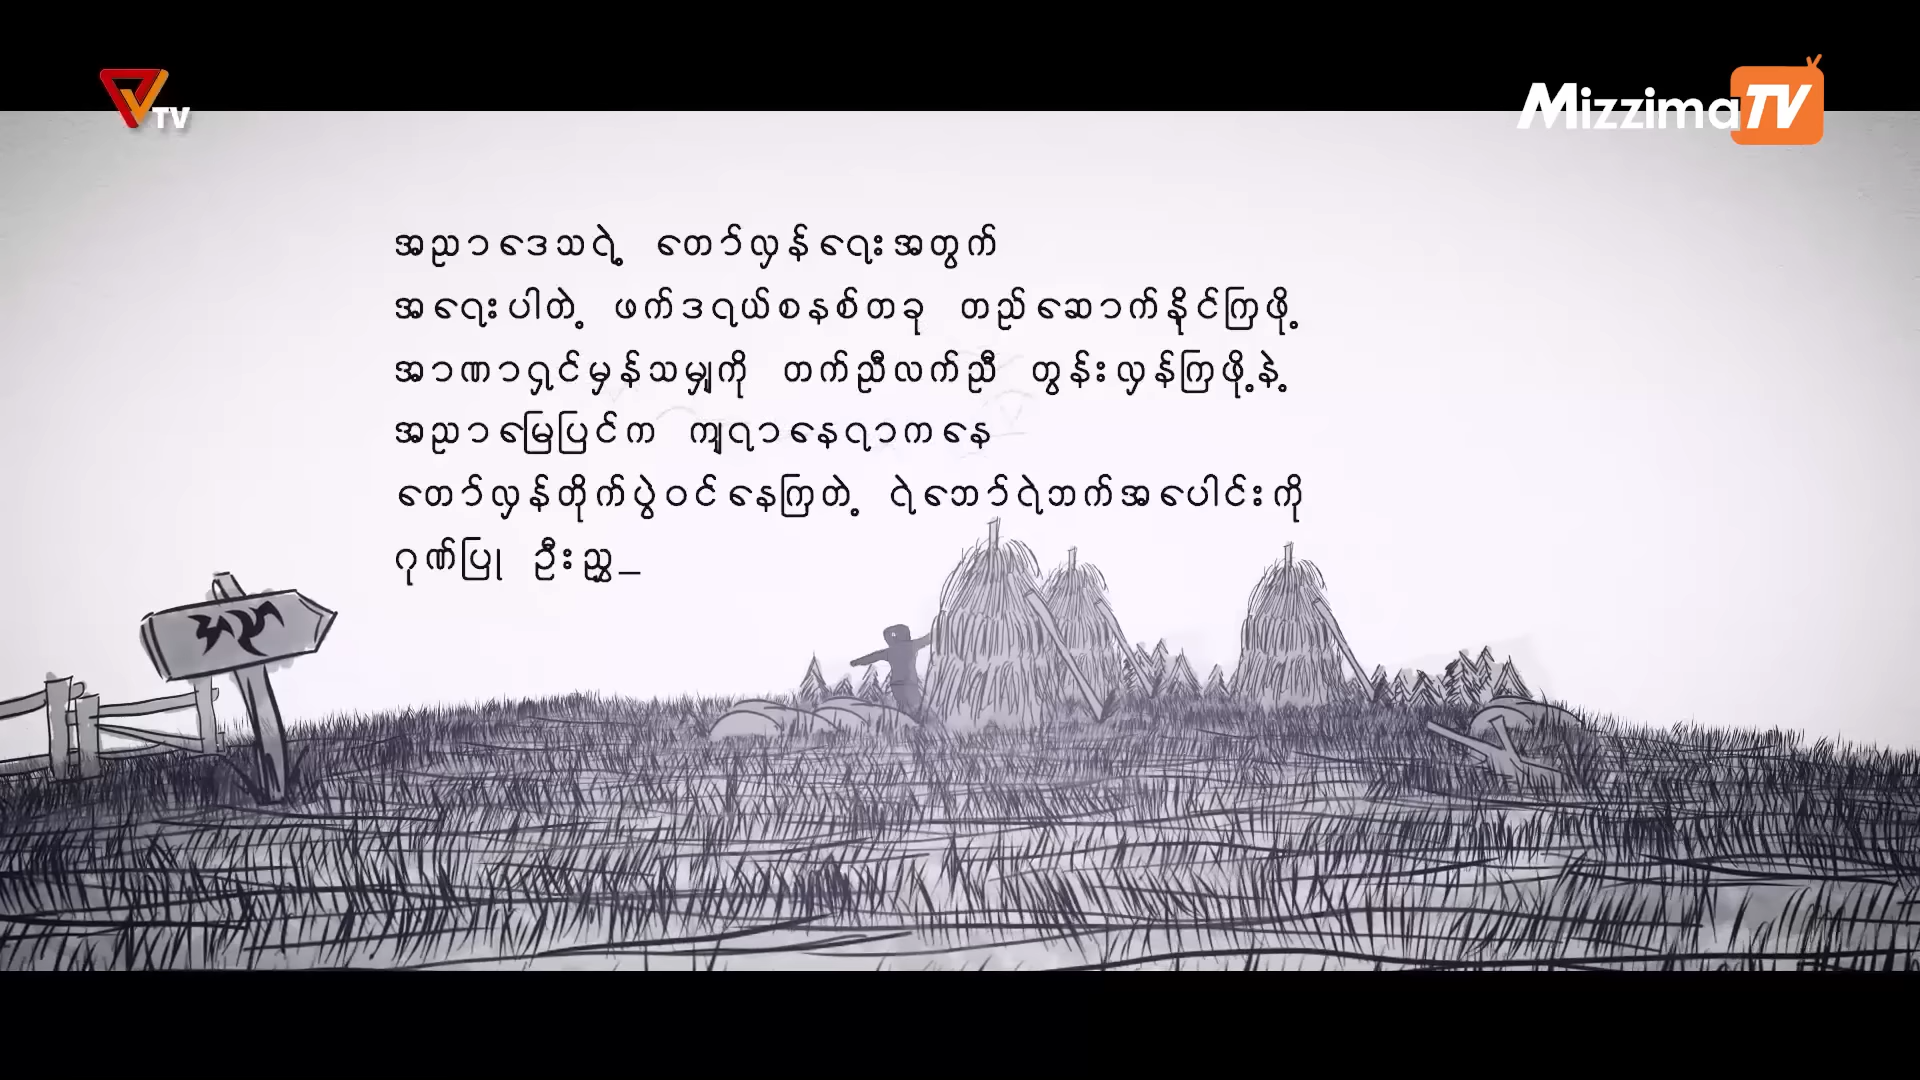 TV
MizzimaTV
အညာဒေသရဲ့ တော်လှန်ရေးအတွက်
အရေးပါတဲ့ ဖက်ဒရယ်စနစ်တခု တည်ဆောက်နိုင်ကြဖို့
အာဏာရှင်မှန်သမျှကို တက်ညီလက်ညီ တွန်းလှန်ကြဖို့နဲ့
အညာမြေပြင်က ကျရာနေရာကနေ
တော်လှန်တိုက်ပွဲဝင်နေကြတဲ့ ရဲဘော်ရဲဘက်အပေါင်းကို
ဂုဏ်ပြု ဦးညွှ_
အညာ